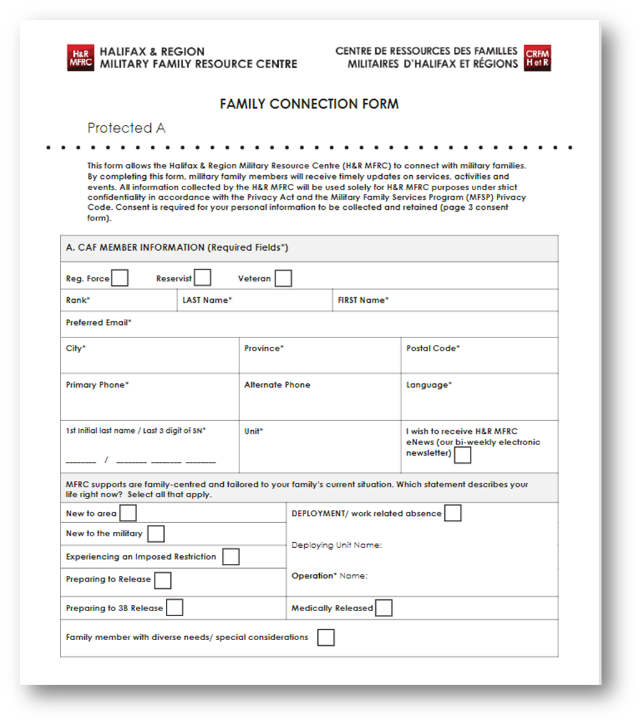 H&R
MFRC
HALIFAX & REGION
MILITARY FAMILY RESOURCE CENTRE
CENTRE DE RESSOURCES DES FAMILLES
MILITAIRES D'HALIFAX ET RÉGIONS
CRFM
H et R
FAMILY CONNECTION FORM
Protected A
This form allows the Halifax & Region Military Resource Centre (H&R MFRC) to connect with military families.
By completing this form, military family members will receive timely updates on services, activities and
events. All information collected by the H&R MFRC will be used solely for H&R MFRC purposes under strict
confidentiality in accordance with the Privacy Act and the Military Family Services Program (MFSP) Privacy
Code. Consent is required for your personal information to be collected and retained (page 3 consent
form).
A. CAF MEMBER INFORMATION (Required Fields*)
Reg. Force Reservist Veteran
Rank* LAST Name* FIRST Name*
Preferred Email*
City* Province* Postal Code*
Primary Phone* Alternate Phone Language*
1st Initial last name / Last 3 digit of SN* Unit* I wish to receive H&R MFRC
eNews (our bi-weekly electronic
newsletter)
_______ / _______ _______ _______
MFRC supports are family-centred and tailored to your family's current situation. Which statement describes your
life right now? Select all that apply.
New to area DEPLOYMENT/ work related absence
New to the military
Deploying Unit Name:
Experiencing an Imposed Restriction
Preparing to Release Operation* Name:
Preparing to 3B Release Medically Released
Family member with diverse needs/ special considerations